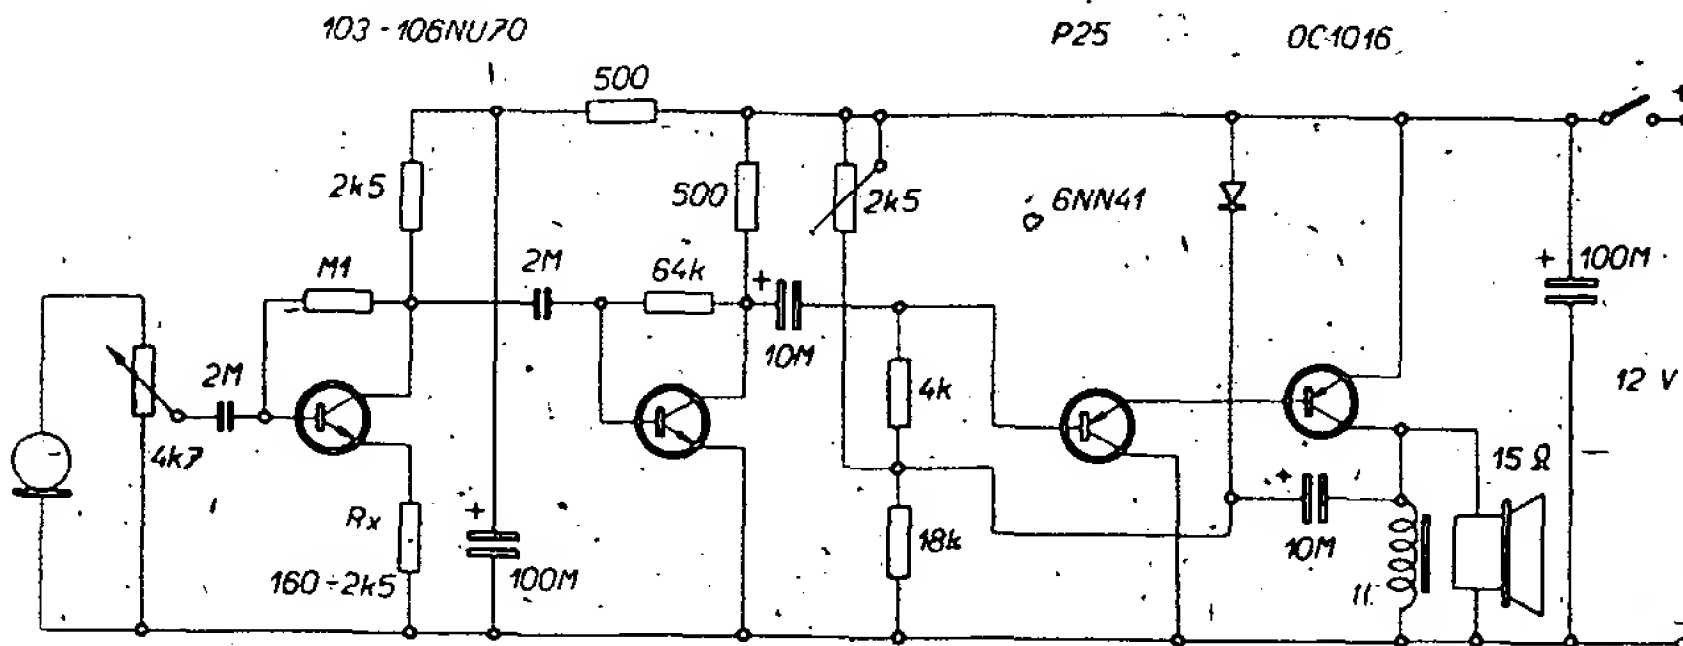 103-106NU70
P25
OC1016
500
+
2k5
500
2k5
6NN41
M1
2M
64k
+
+
100M
10M
2M
4k
12 V
4k7
15 Ω
-
+
+
Rx
18k
10M
160÷2k5
100M